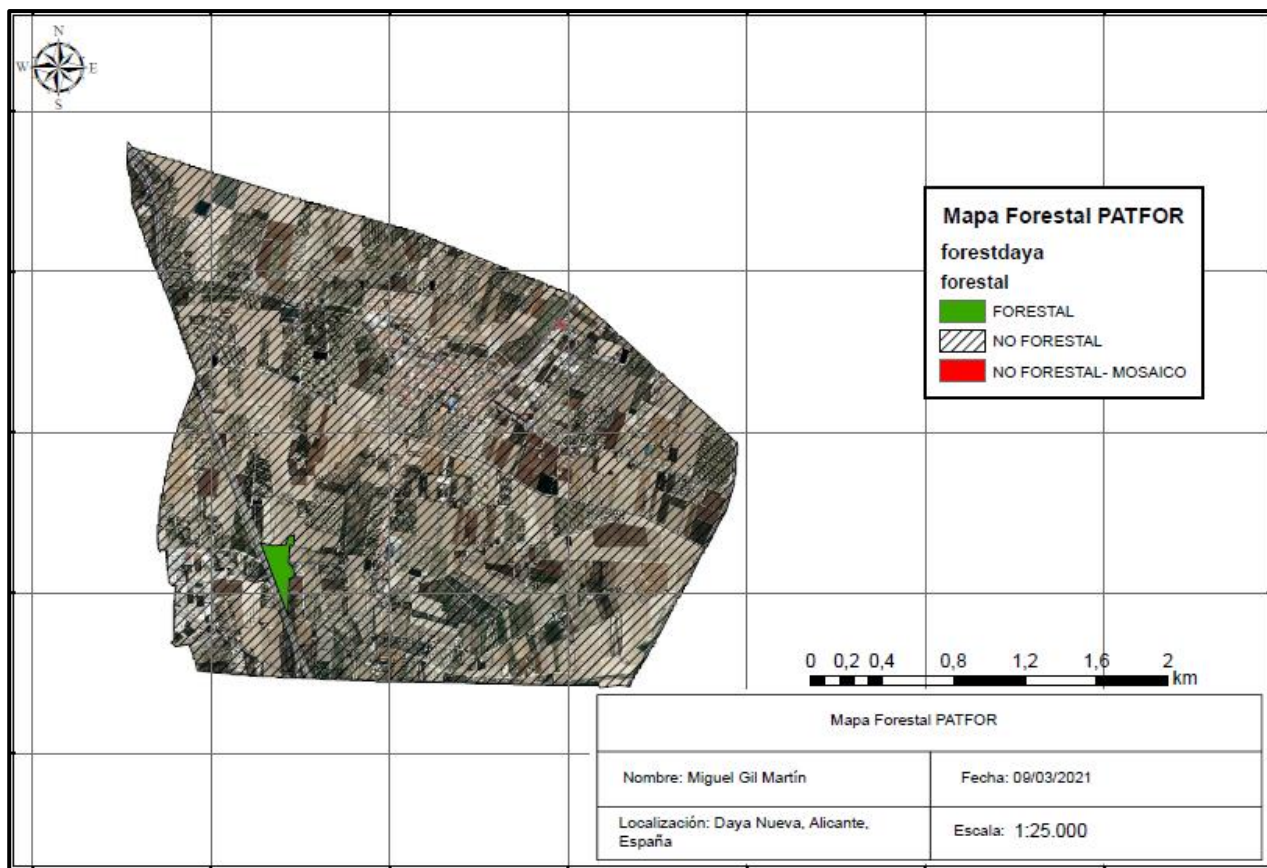 N
W E
S
Mapa Forestal PATFOR
forestdaya
forestal
FORESTAL
NO FORESTAL
NO FORESTAL- MOSAICO
0 0,2 0,4 0,8 1,2 1,6 2
km
Mapa Forestal PATFOR
Nombre: Miguel Gil Martín
Fecha: 09/03/2021
Localización: Daya Nueva, Alicante,
España
Escala: 1:25.000